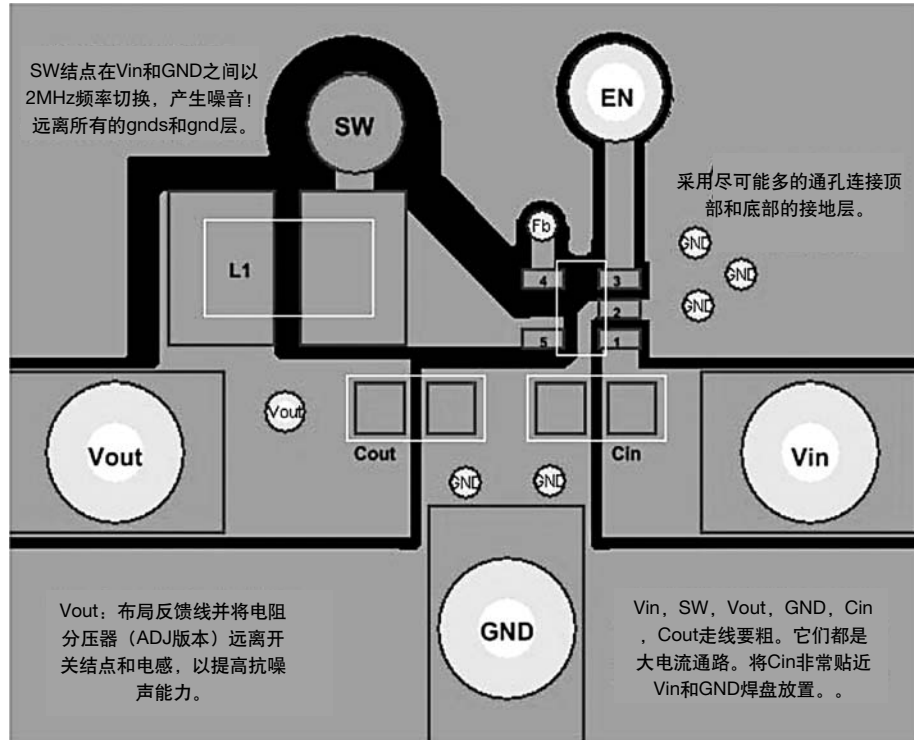 SW结点在Vin和GND之间以
2MHz频率切换，产生噪音！
远离所有的gnds和gnd层。
SW
EN
采用尽可能多的通孔连接顶
部和底部的接地层。
Fb
GND
GND
GND
L1
4
3
2
5
1
Vout
Vout
Cout
Cin
Vin
GND
GND
Vout：布局反馈线并将电阻
分压器（ADJ版本）远离开
关结点和电感，以提高抗噪
声能力。
GND
Vin，SW，Vout，GND，Cin
，Cout走线要粗。它们都是
大电流通路。将Cin非常贴近
Vin和GND焊盘放置。。